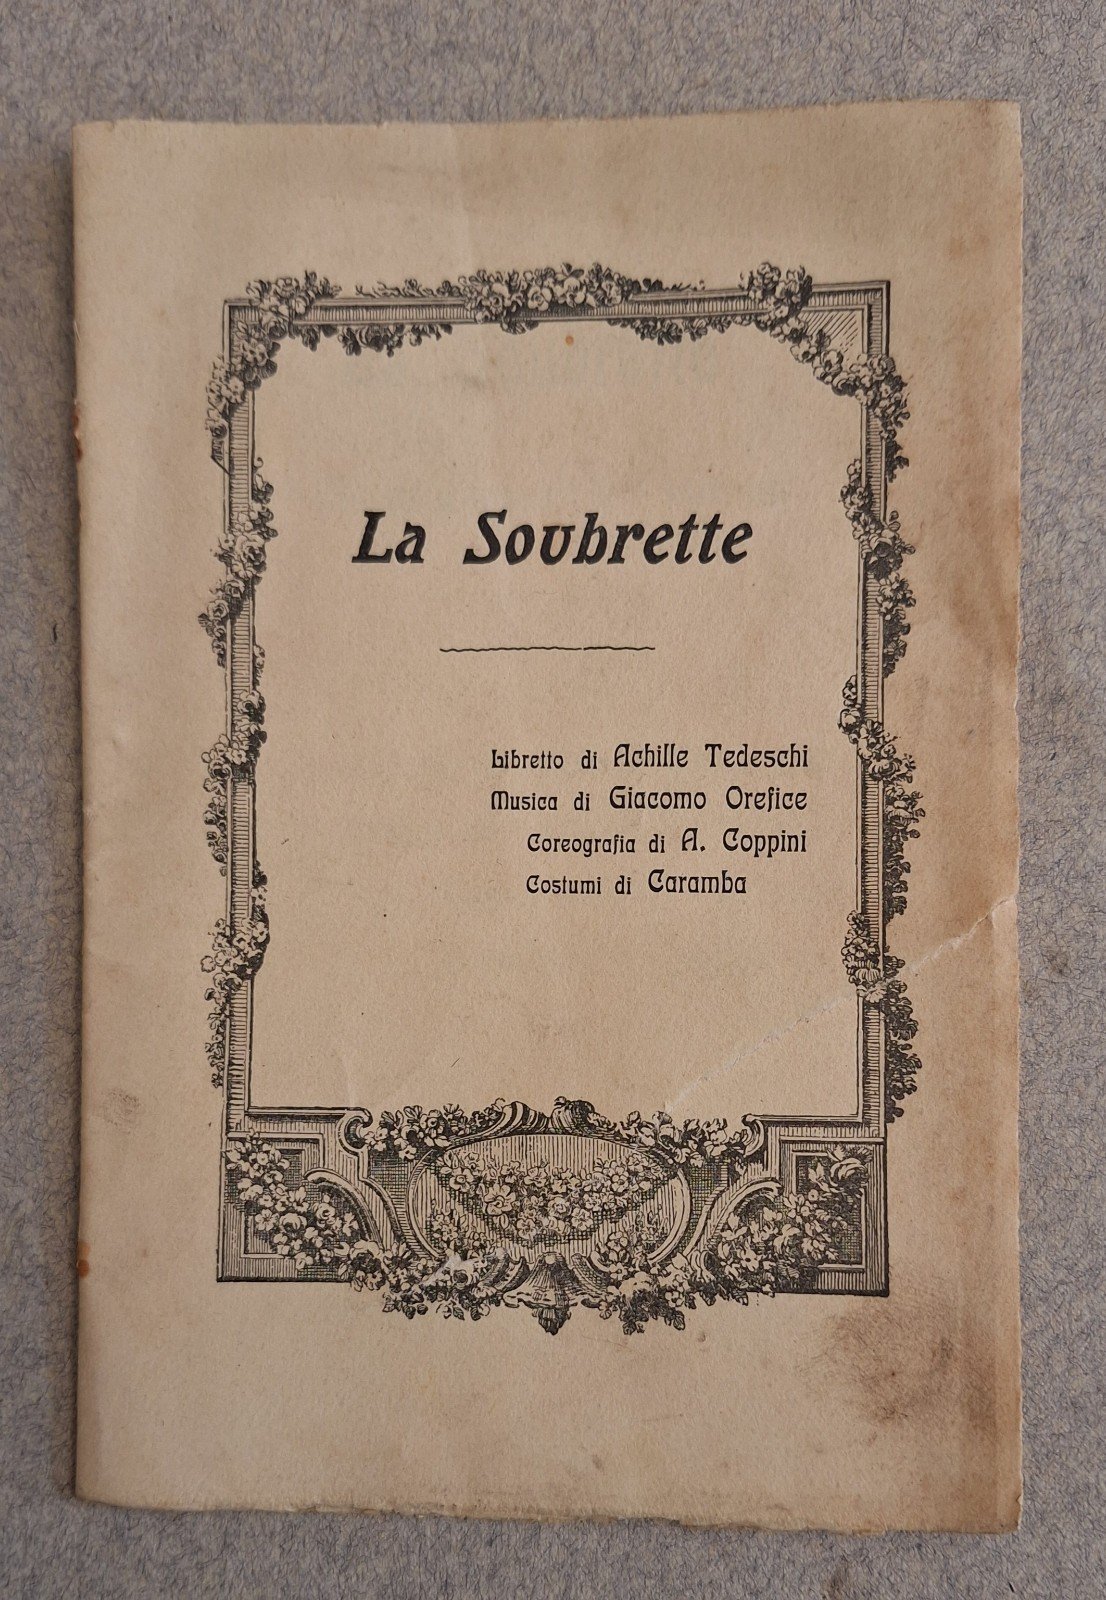 La Soubrette
Libretto di Achille Tedeschi
Musica di Giacomo Orefice
Coreografia di A. Coppini
Costumi di Caramba